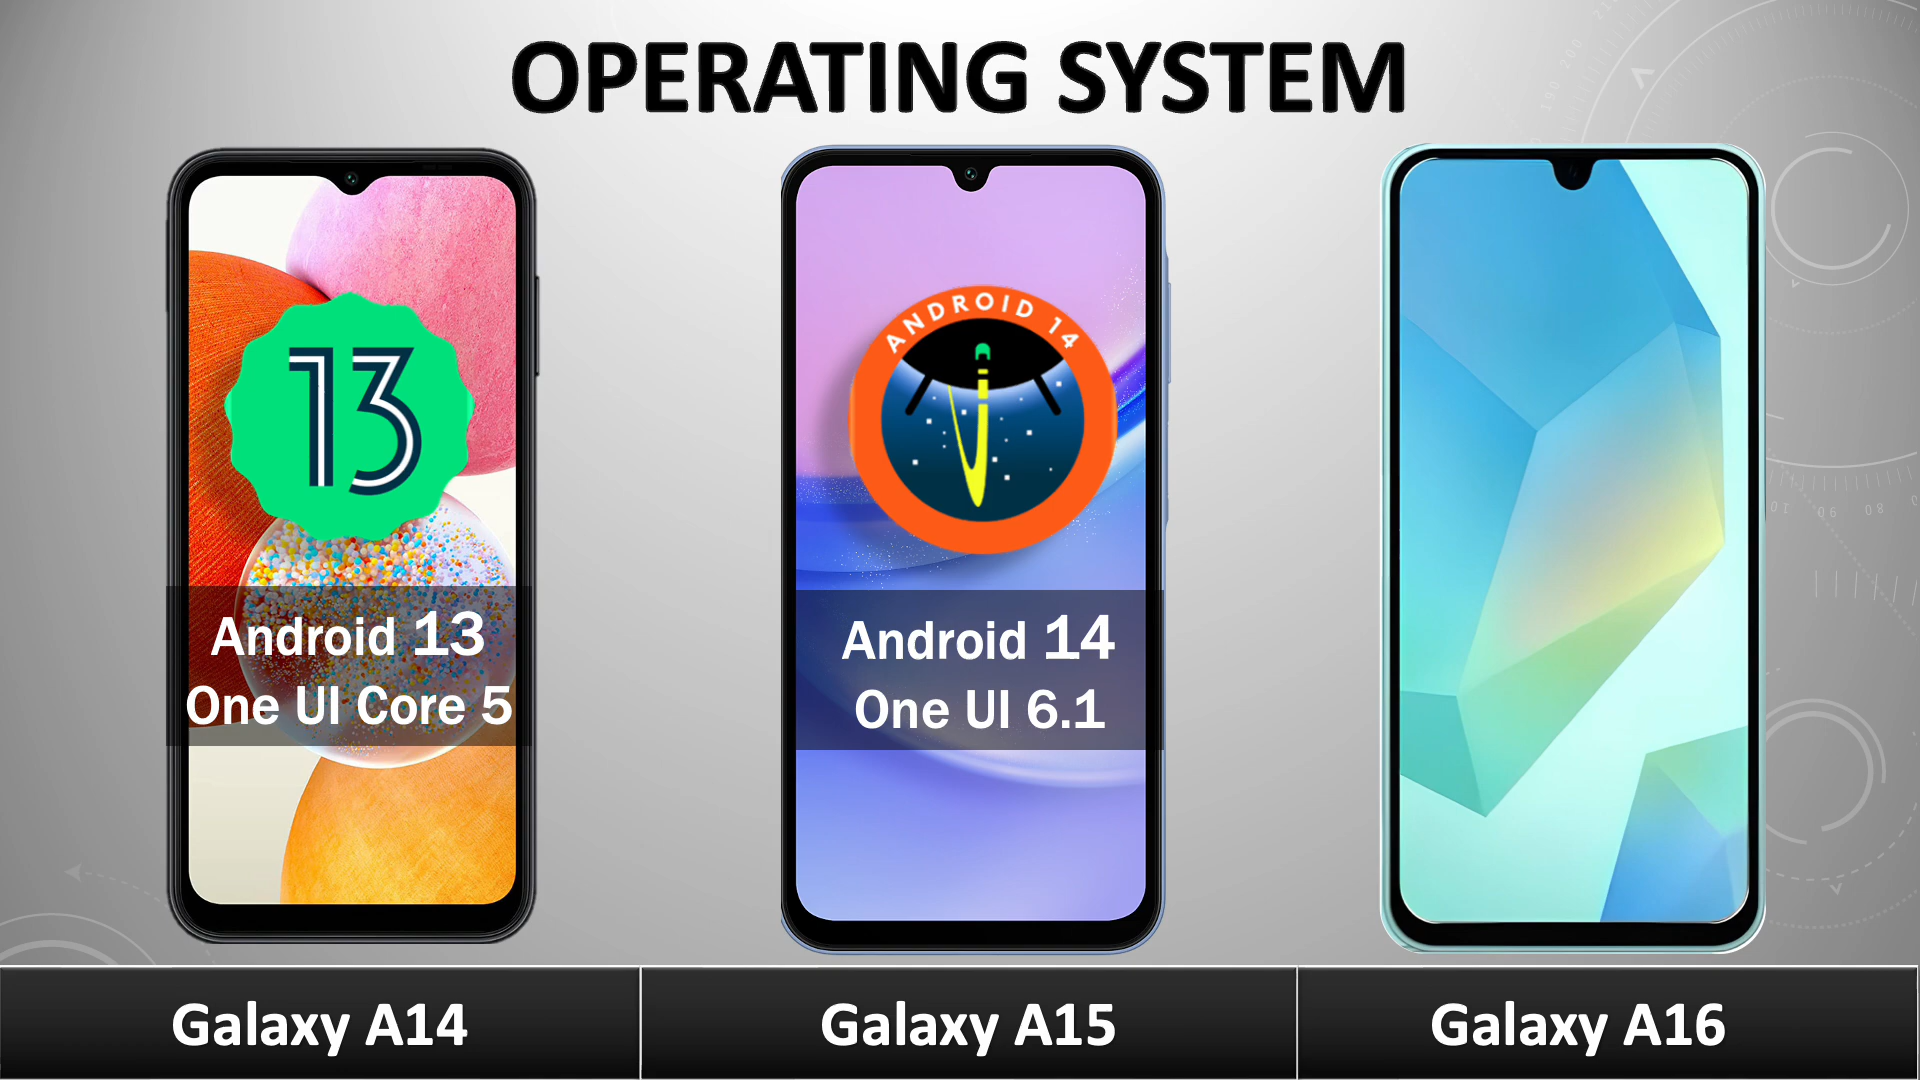 OPERATING SYSTEM
13
Android 13
One UI Core 5
ANDROID 14
Android 14
One UI 6.1
Galaxy A14
Galaxy A15
Galaxy A16